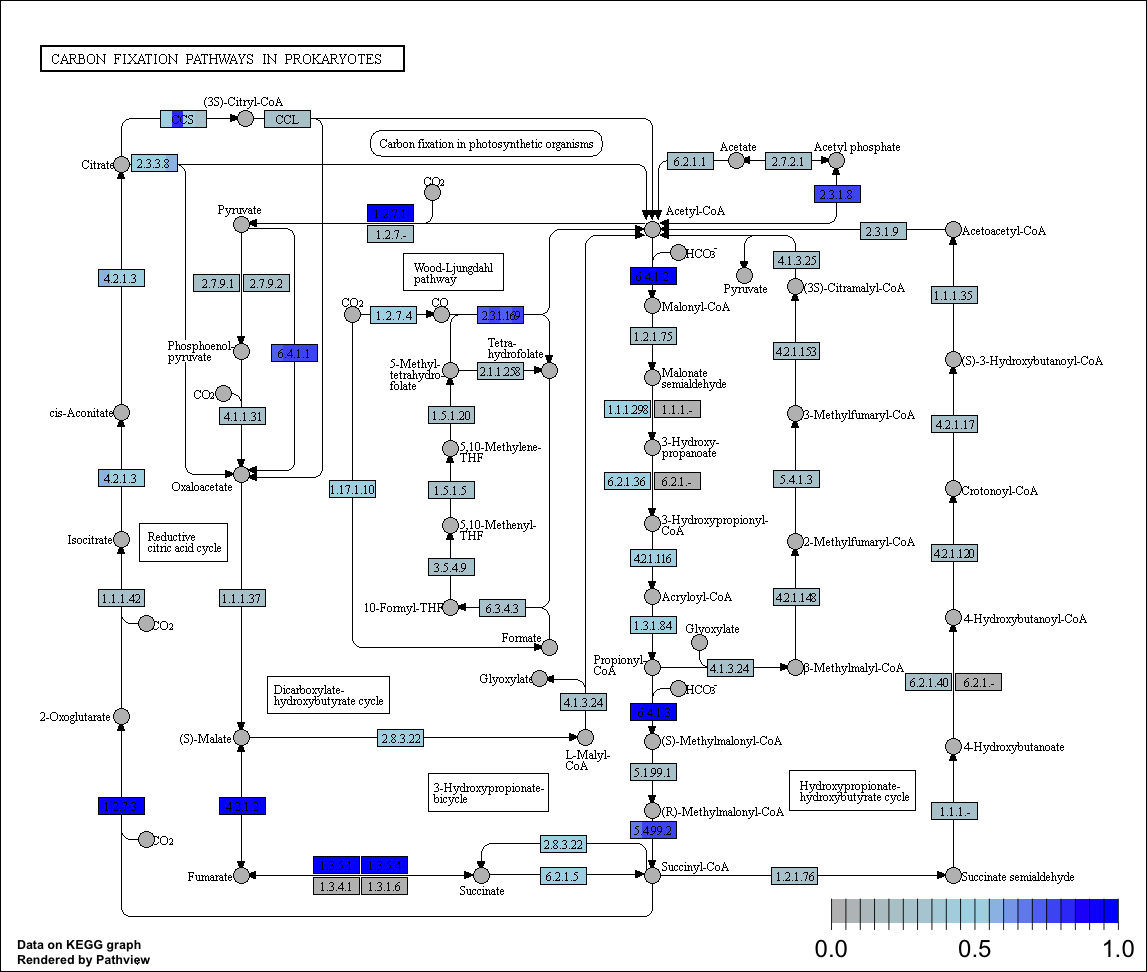 CARBON FIXATION PATHWAYS IN PROKARYOTES
(3S)-Citryl-CoA
CCS
CCL
Carbon fixation in photosynthetic organisms
Citrate
2.3.3.8
6.2.1.1
Acetate
2.7.2.1
Acetyl phosphate
CO2
2.3.1.8
Pyruvate
1.2.7.1
1.2.7.-
Acetyl-CoA
2.3.1.9
Acetoacetyl-CoA
4.2.1.3
2.7.9.1
2.7.9.2
Wood-Ljungdahl
pathway
HCO3-
6.4.1.2
Pyruvate
4.1.3.25
(3S)-Citramalyl-CoA
1.1.1.35
CO2
1.2.7.4
CO
2.3.1.169
Malonyl-CoA
1.2.1.75
Phosphoenol-
pyruvate
6.4.1.1
Tetra-
hydrofolate
5-Methyl-
tetrahydro-
folate
2.1.1.258
4.2.1.153
(S)-3-Hydroxybutanoyl-CoA
Malonate
semialdehyde
CO2
4.1.1.31
cis-Aconitate
1.5.1.20
1.1.1.298
1.1.1.-
3-Methylfumaryl-CoA
4.2.1.17
5,10-Methylene-
THF
3-Hydroxy-
propanoate
4.2.1.3
Oxaloacetate
1.17.1.10
1.5.1.5
6.2.1.36
6.2.1.-
5.4.1.3
Crotonoyl-CoA
Isocitrate
Reductive
citric acid cycle
5,10-Methenyl-
THF
3-Hydroxypropionyl-
CoA
2-Methylfumaryl-CoA
4.2.1.120
3.5.4.9
4.2.1.116
1.1.1.42
1.1.1.37
10-Formyl-THF
6.3.4.3
Acryloyl-CoA
4.2.1.148
CO2
1.3.1.84
4-Hydroxybutanoyl-CoA
Formate
Glyoxylate
Propionyl-
CoA
4.1.3.24
β-Methylmalyl-CoA
Glyoxylate
Dicarboxylate-
hydroxybutyrate cycle
4.1.3.24
HCO3-
6.2.1.40
6.2.1.-
2-Oxoglutarate
6.4.1.3
(S)-Malate
2.8.3.22
L-Malyl-
CoA
(S)-Methylmalonyl-CoA
4-Hydroxybutanoate
5.1.99.1
3-Hydroxypropionate-
bicycle
Hydroxypropionate-
hydroxybutyrate cycle
1.2.7.3
4.2.1.2
(R)-Methylmalonyl-CoA
1.1.1.-
5.4.99.2
CO2
2.8.3.22
Fumarate
1.3.4.1
1.3.1.6
Succinate
6.2.1.5
Succinyl-CoA
1.2.1.76
Succinate semialdehyde
0.0
0.5
1.0
Data on KEGG graph
Rendered by Pathview